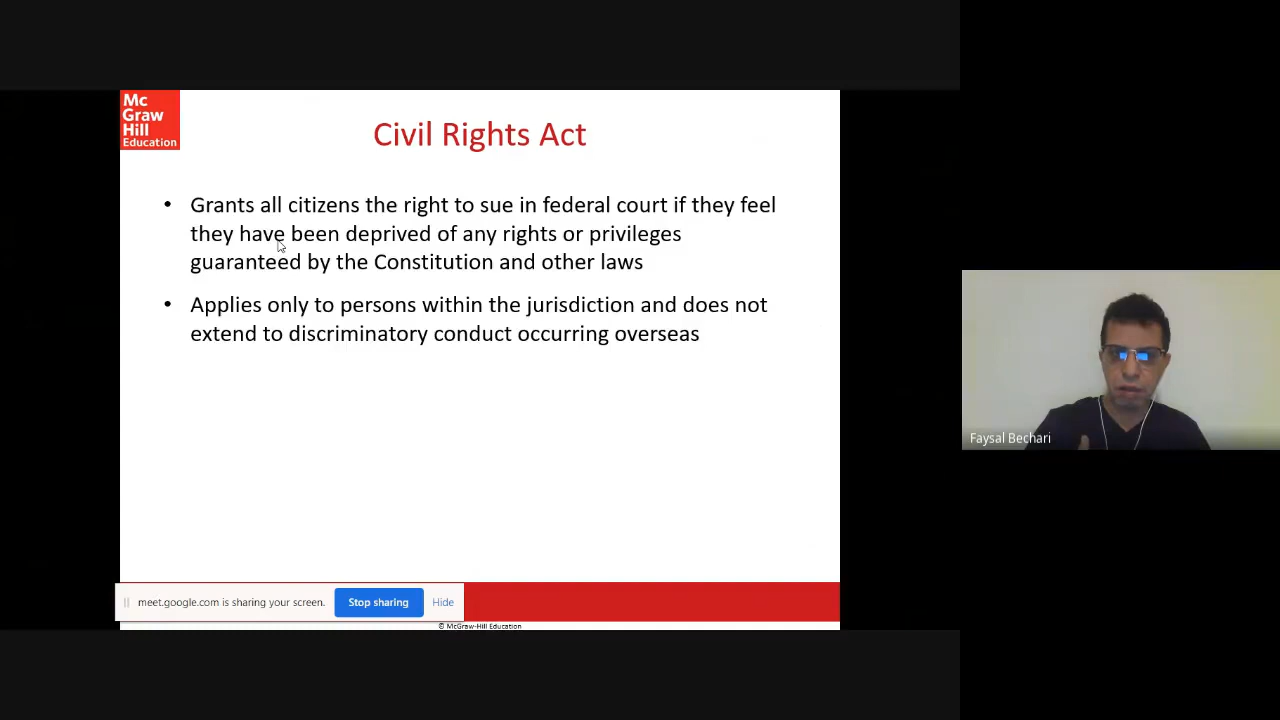 Mc
Graw
Hill
Education
Civil Rights Act
• Grants all citizens the right to sue in federal court if they feel
they have been deprived of any rights or privileges
guaranteed by the Constitution and other laws
• Applies only to persons within the jurisdiction and does not
extend to discriminatory conduct occurring overseas
Faysal Bechari
meet.google.com is sharing your screen. Stop sharing Hide
© McGraw-Hill Education